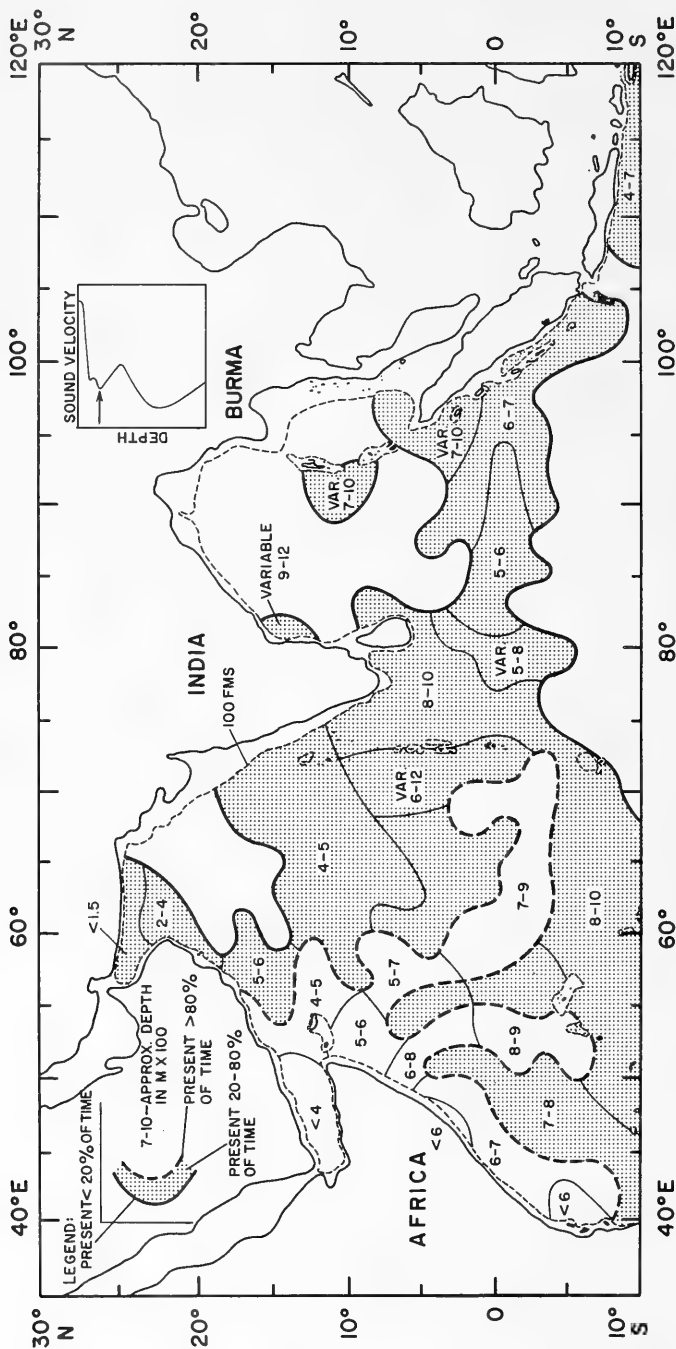 40°E
60°
80°
100°
120°E
30°
N
20°
10°
0
10°
S
30°
N
20°
10°
0
10°
S
LEGEND:
PRESENT < 20% OF TIME
7-10-APPROX. DEPTH
IN M X 100
PRESENT >80%
OF TIME
PRESENT 20-80%
OF TIME
SOUND VELOCITY
DEPTH
INDIA
BURMA
AFRICA
100 FMS
<1.5
2-4
5-6
4-5
4-5
<4
5-6
5-7
6-8
<6
6-7
<6
7-8
8-9
7-9
8-10
VAR.
6-12
8-10
VAR.
5-8
5-6
6-7
VAR.
7-10
VAR.
7-10
VARIABLE
9-12
4-7
40°E
60°
80°
100°
120°E